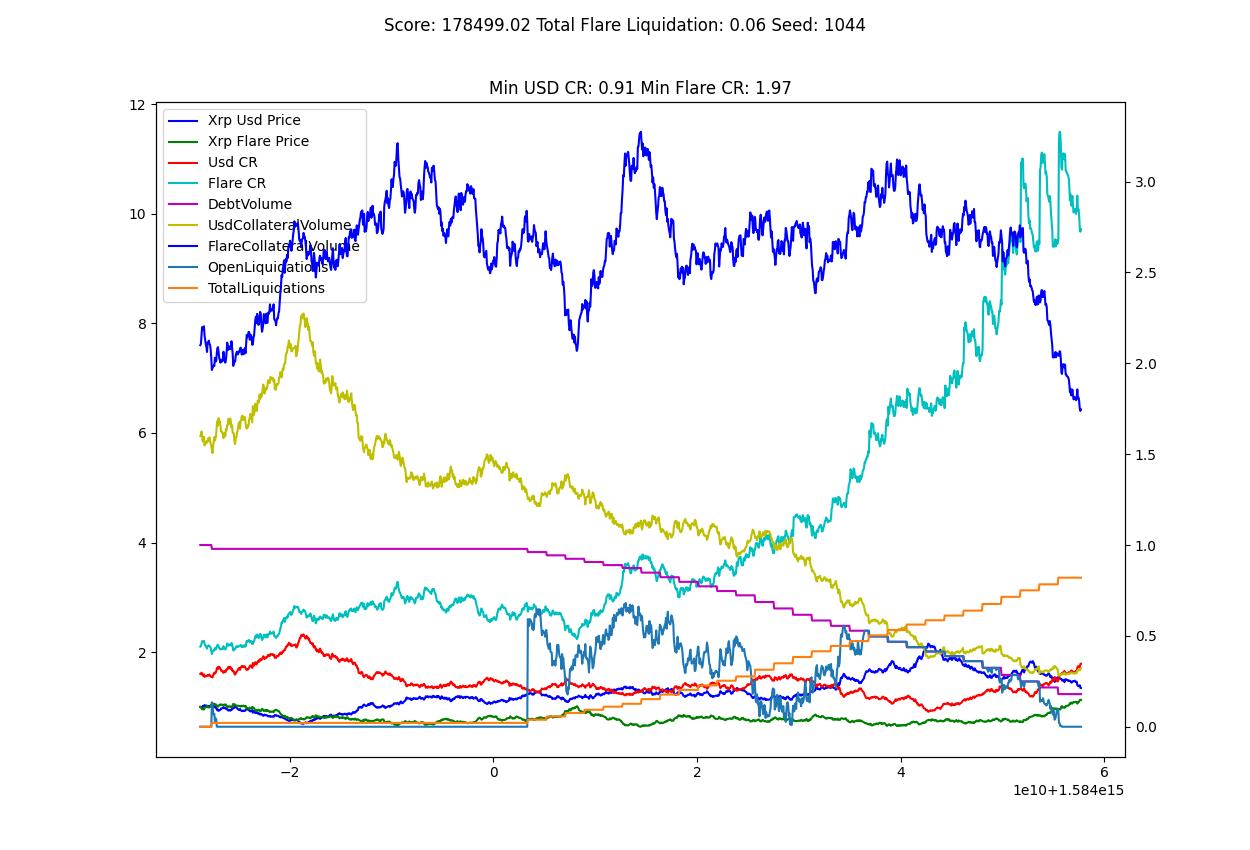 Score: 178499.02 Total Flare Liquidation: 0.06 Seed: 1044
Min USD CR: 0.91 Min Flare CR: 1.97
12
10
8
6
4
2
Xrp Usd Price
Xrp Flare Price
Usd CR
Flare CR
DebtVolume
UsdCollateralVolume
FlareCollateralVolume
OpenLiquidations
TotalLiquidations
3.0
2.5
2.0
1.5
1.0
0.5
0.0
−2 0 2 4 6
1e10+1.584e15